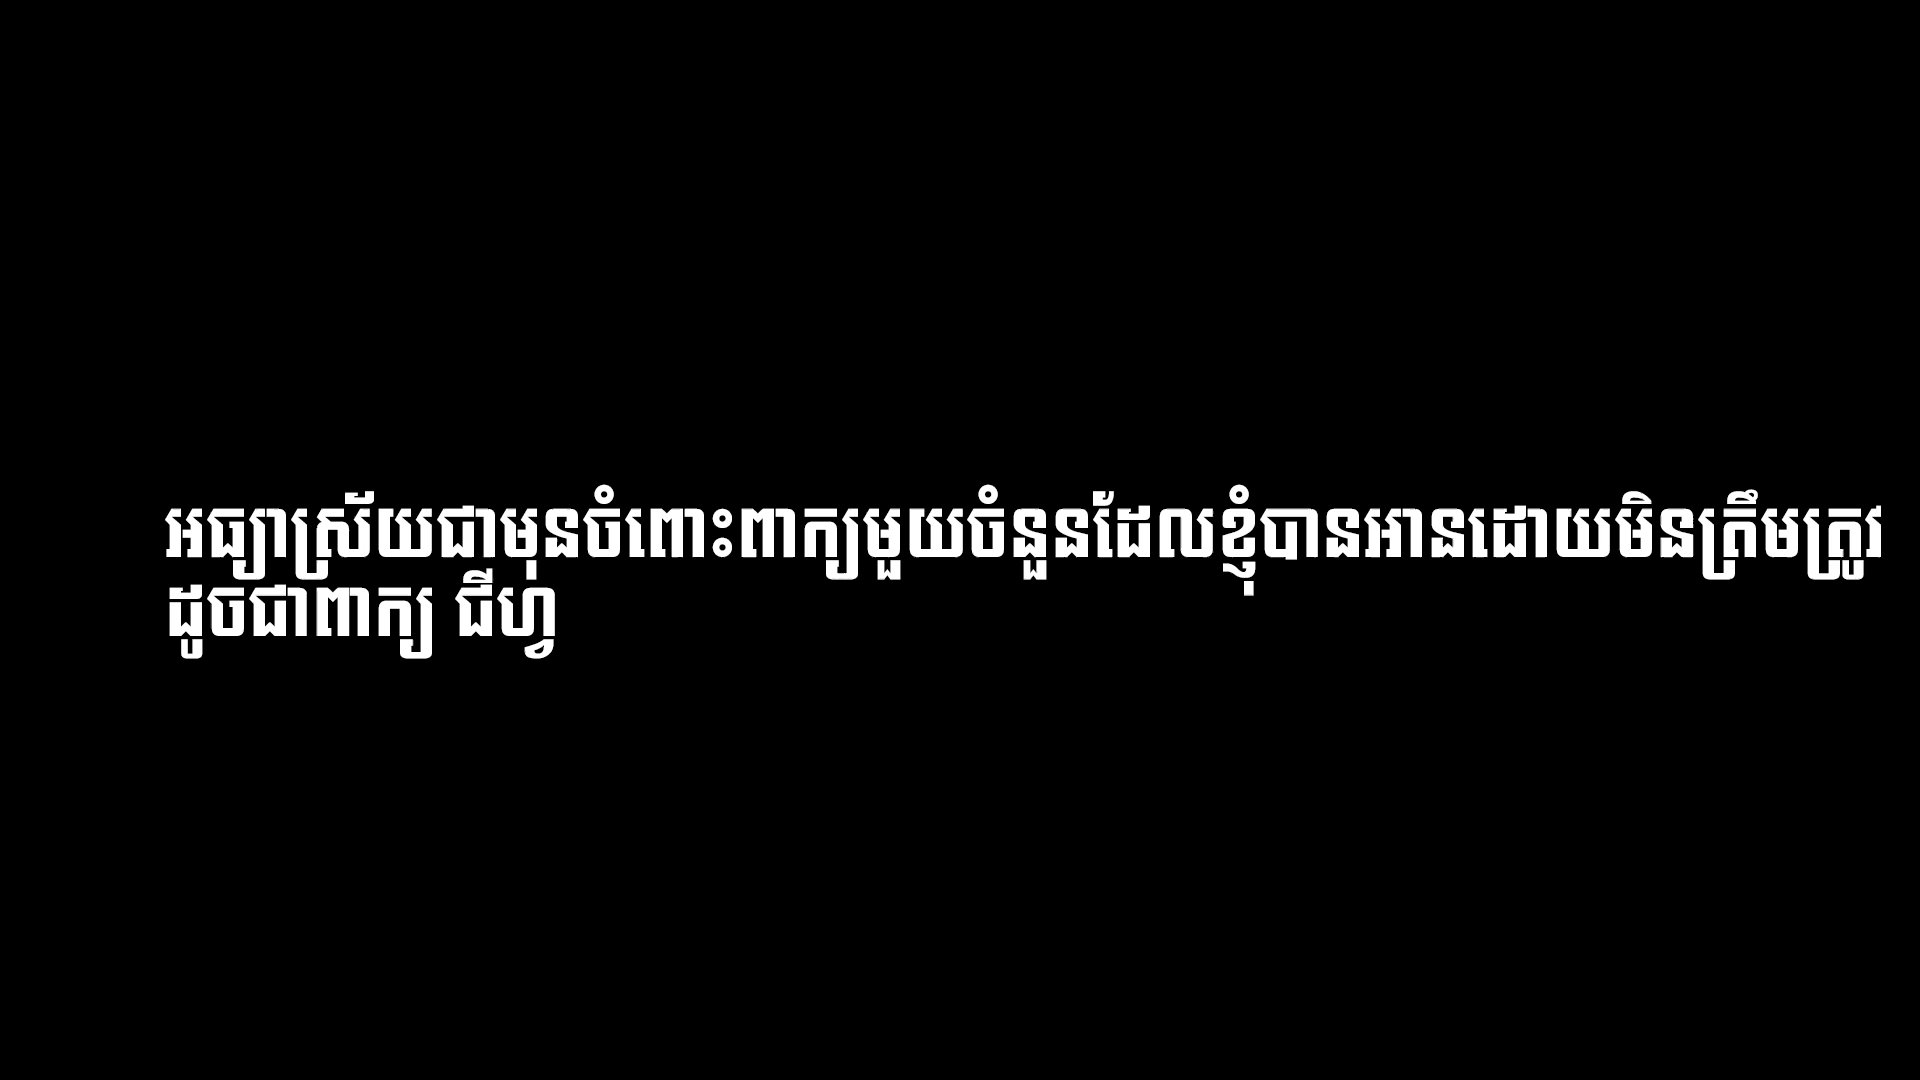 អធ្យាស្រ័យជាមុនចំពោះពាក្យមួយចំនួនដែលខ្ញុំបានអានដោយមិនត្រឹមត្រូវ
ដូចជាពាក្យ ជីហ្វ